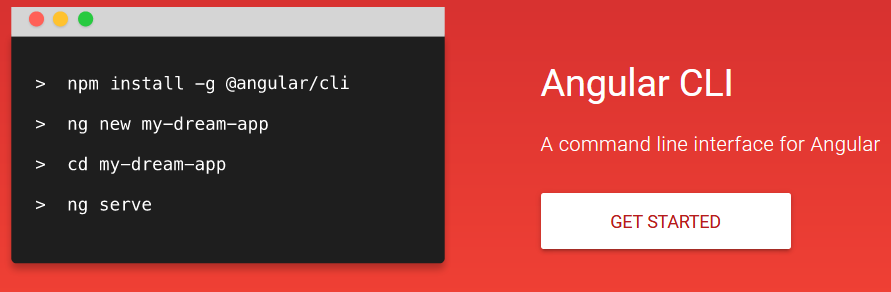 > npm install -g @angular/cli
> ng new my-dream-app
> cd my-dream-app
> ng serve
Angular CLI
A command line interface for Angular
GET STARTED